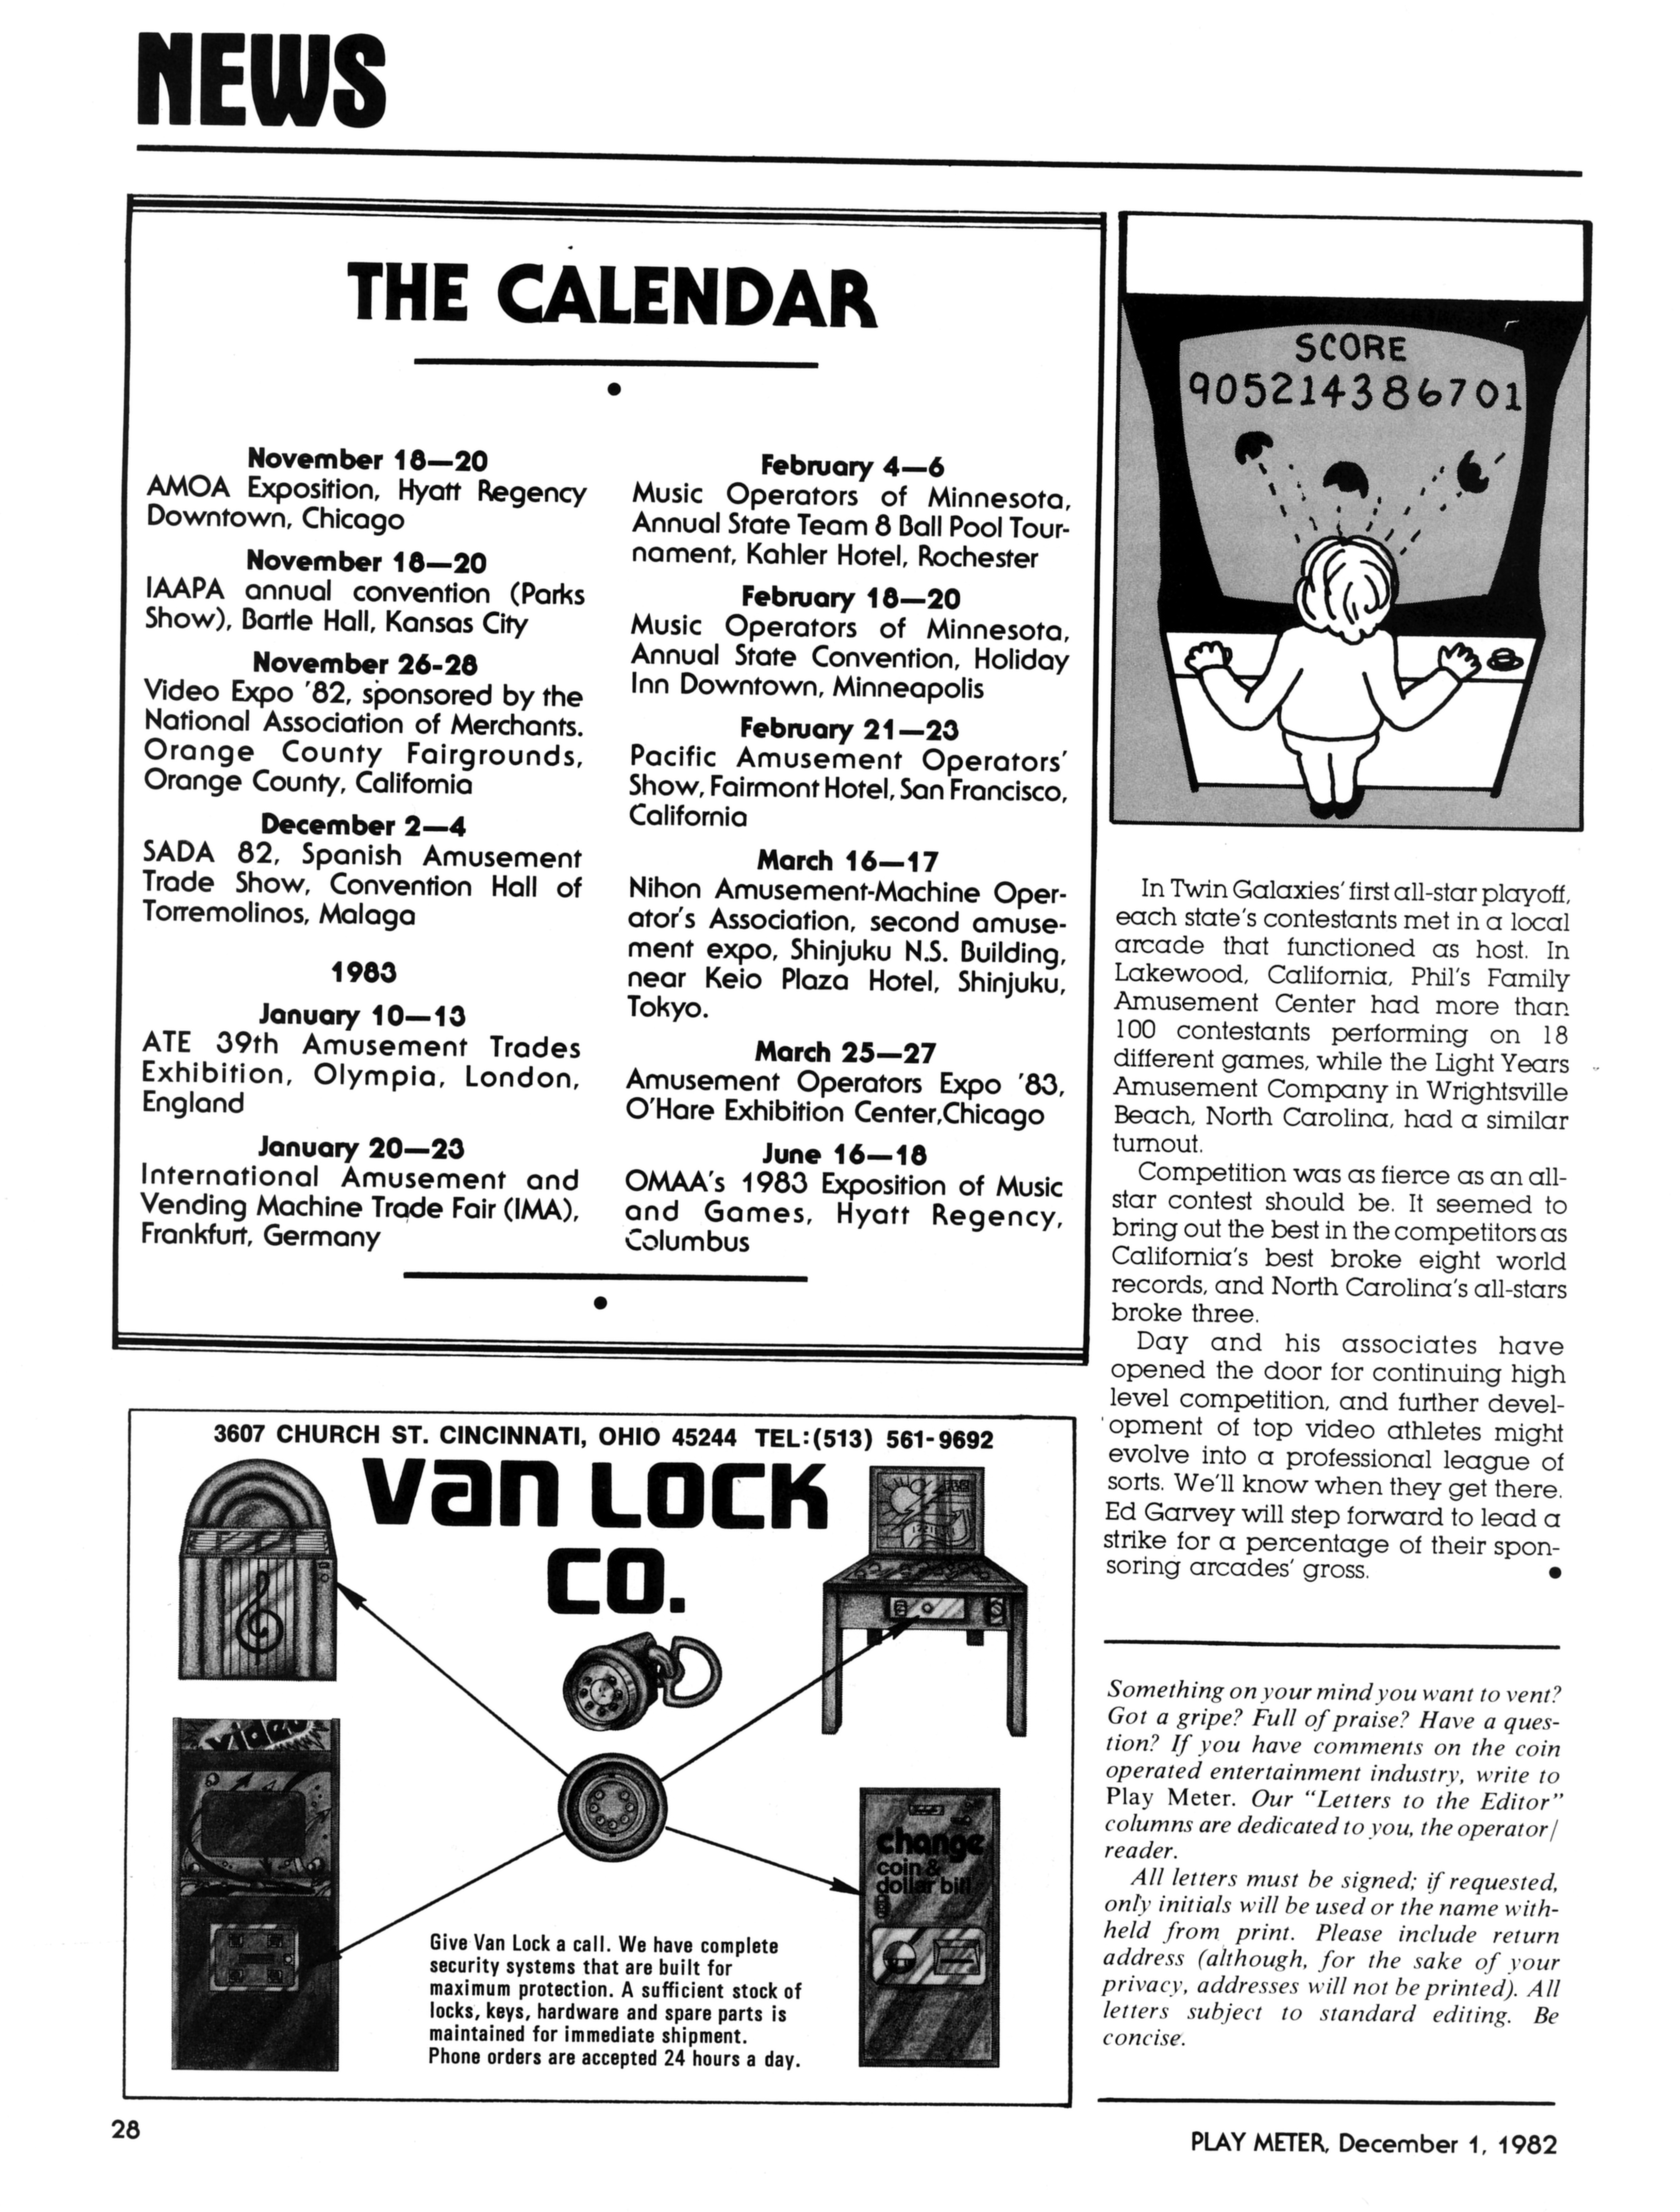 NEWS
THE CALENDAR
November 18—20
AMOA Exposition, Hyatt Regency
Downtown, Chicago
November 18—20
IAAPA annual convention (Parks
Show), Bartle Hall, Kansas City
November 26-28
Video Expo '82, sponsored by the
National Association of Merchants.
Orange County Fairgrounds,
Orange County, California
December 2—4
SADA 82, Spanish Amusement
Trade Show, Convention Hall of
Torremolinos, Malaga
1983
January 10—13
ATE 39th Amusement Trades
Exhibition, Olympia, London,
England
January 20—23
International Amusement and
Vending Machine Trade Fair (IMA),
Frankfurt, Germany
February 4—6
Music Operators of Minnesota,
Annual State Team 8 Ball Pool Tour-
nament, Kahler Hotel, Rochester
February 18—20
Music Operators of Minnesota,
Annual State Convention, Holiday
Inn Downtown, Minneapolis
February 21—23
Pacific Amusement Operators'
Show, Fairmont Hotel, San Francisco,
California
March 16—17
Nihon Amusement-Machine Oper-
ator's Association, second amuse-
ment expo, Shinjuku N.S. Building,
near Keio Plaza Hotel, Shinjuku,
Tokyo.
March 25—27
Amusement Operators Expo '83,
O'Hare Exhibition Center,Chicago
June 16—18
OMAA's 1983 Exposition of Music
and Games, Hyatt Regency,
Columbus
SCORE
905214386701
In Twin Galaxies' first all-star playoff,
each state's contestants met in a local
arcade that functioned as host. In
Lakewood, California, Phil's Family
Amusement Center had more than
100 contestants performing on 18
different games, while the Light Years
Amusement Company in Wrightsville
Beach, North Carolina, had a similar
turnout.
Competition was as fierce as an all-
star contest should be. It seemed to
bring out the best in the competitors as
California's best broke eight world
records, and North Carolina's all-stars
broke three.
Day and his associates have
opened the door for continuing high
level competition, and further devel-
opment of top video athletes might
evolve into a professional league of
sorts. We'll know when they get there.
Ed Garvey will step forward to lead a
strike for a percentage of their spon-
soring arcades' gross.
Something on your mind you want to vent?
Got a gripe? Full of praise? Have a ques-
tion? If you have comments on the coin
operated entertainment industry, write to
Play Meter. Our “Letters to the Editor”
columns are dedicated to you, the operator/
reader.
All letters must be signed; if requested,
only initials will be used or the name with-
held from print. Please include return
address (although, for the sake of your
privacy, addresses will not be printed). All
letters subject to standard editing. Be
concise.
3607 CHURCH ST. CINCINNATI, OHIO 45244 TEL:(513) 561-9692
Van LOCK
CO.
video
change
coin &
dollar bill
Give Van Lock a call. We have complete
security systems that are built for
maximum protection. A sufficient stock of
locks, keys, hardware and spare parts is
maintained for immediate shipment.
Phone orders are accepted 24 hours a day.
28
PLAY METER, December 1, 1982